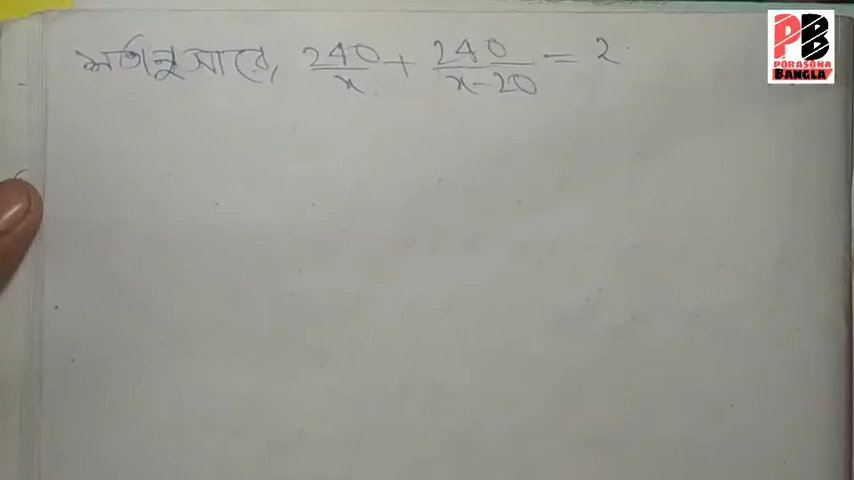 শর্তানুসারে, 240/x + 240/x-20 = 2
PB
PORASONA
BANGLA